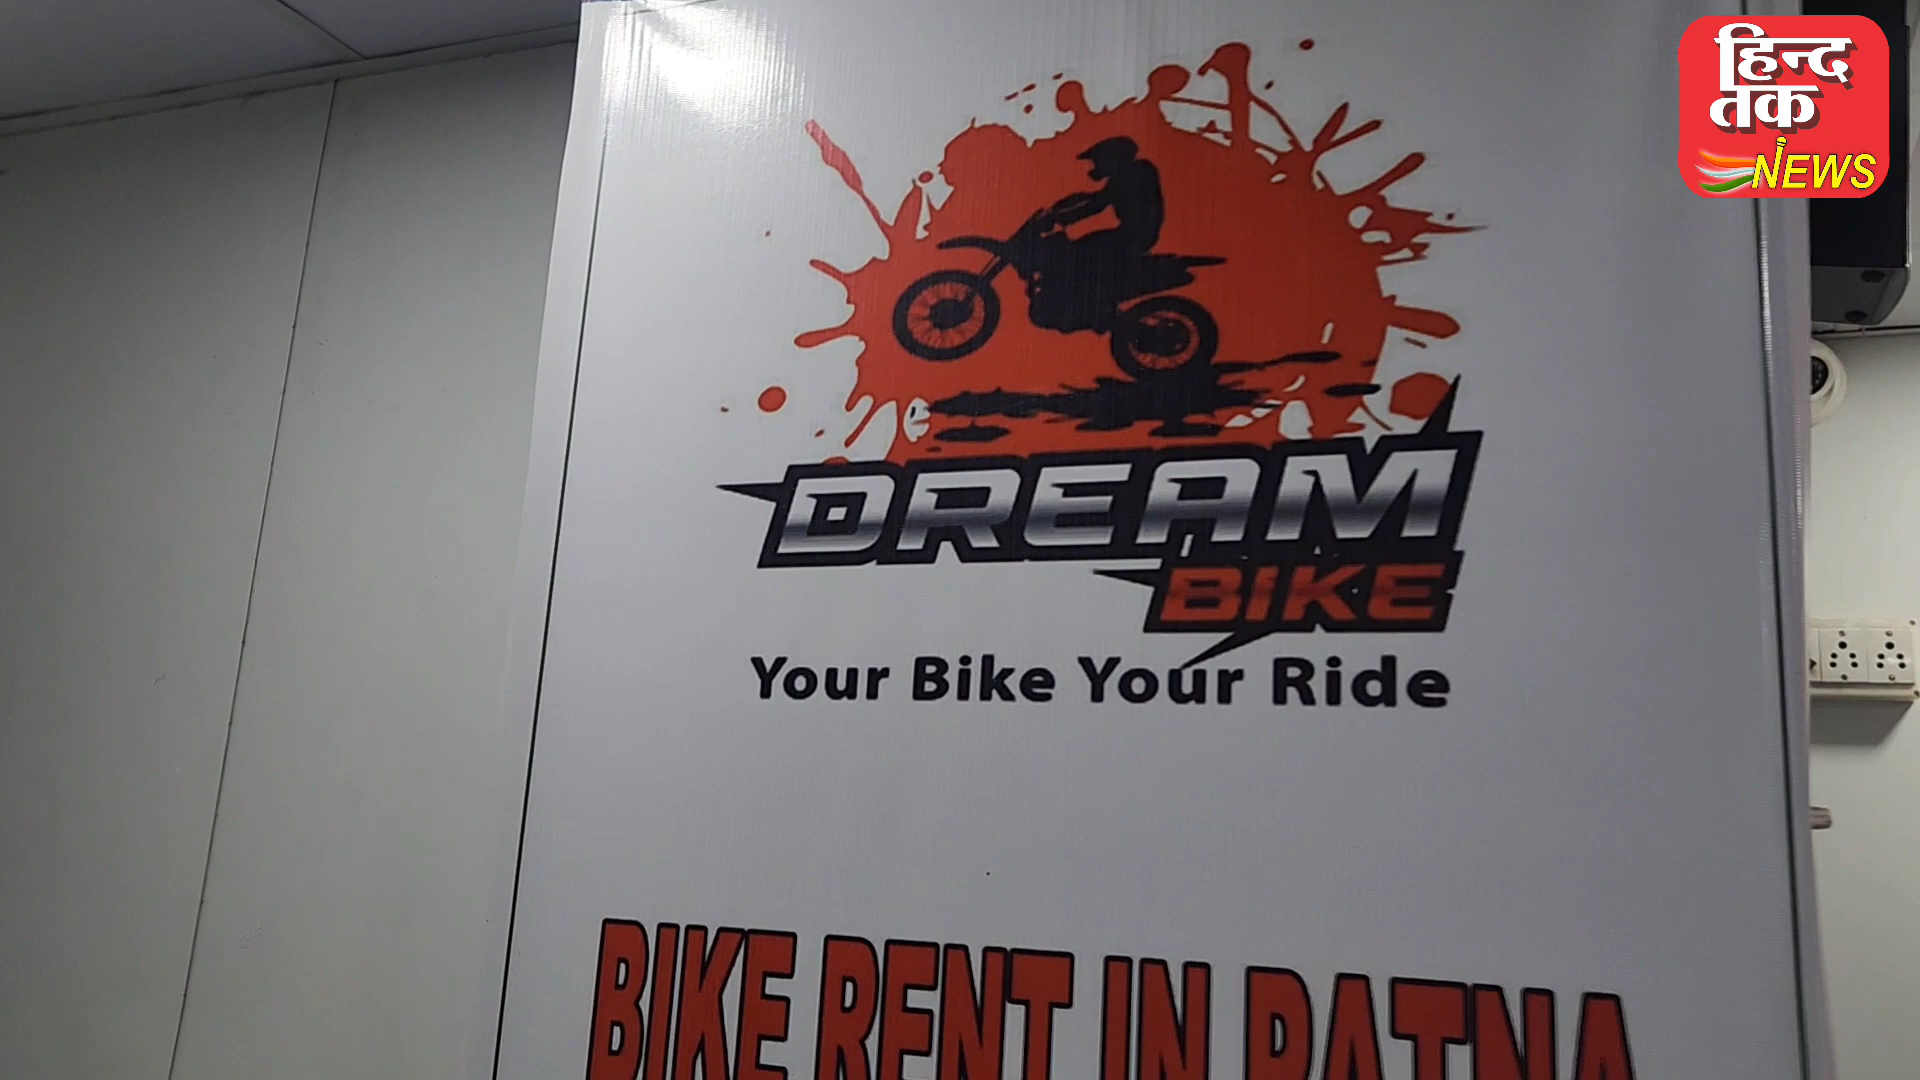 हिन्द
तक
NEWS
DREAM
BIKE
Your Bike Your Ride
BIKE RENT IN PATNA